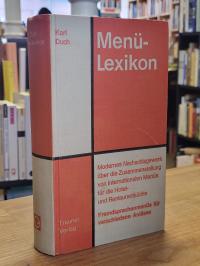 Karl
Duch
Menü-
Lexikon
Modernes Nachschlagewerk
über die Zusammenstellung
von internationalen Menüs
für die Hotel-
und Restaurantküche
Fremdsprachenmenüs für
verschiedene Anlässe
Trauner
Verlag